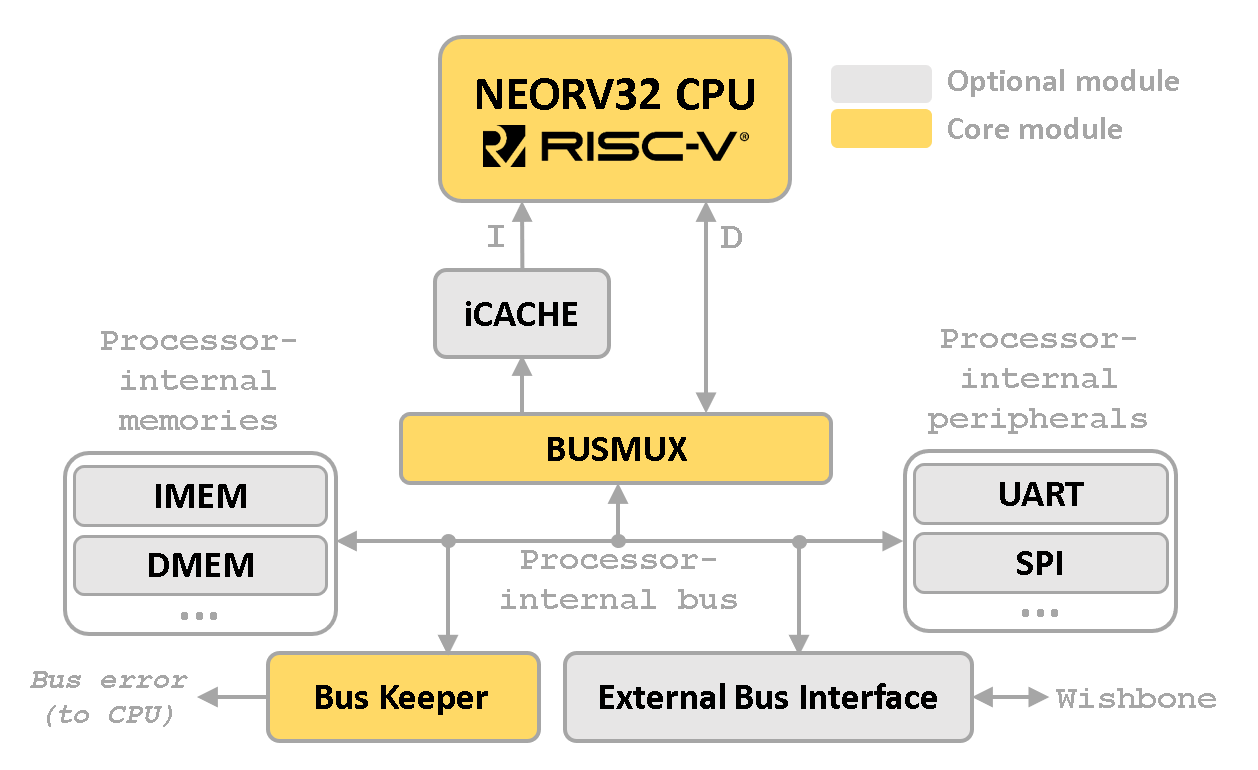 NEORV32 CPU
RISC-V®
Optional module
Core module
I
D
iCACHE
Processor-
internal
memories
Processor-
internal
peripherals
BUSMUX
IMEM
DMEM
...
UART
SPI
...
Processor-
internal bus
Bus error
(to CPU)
Bus Keeper
External Bus Interface
Wishbone